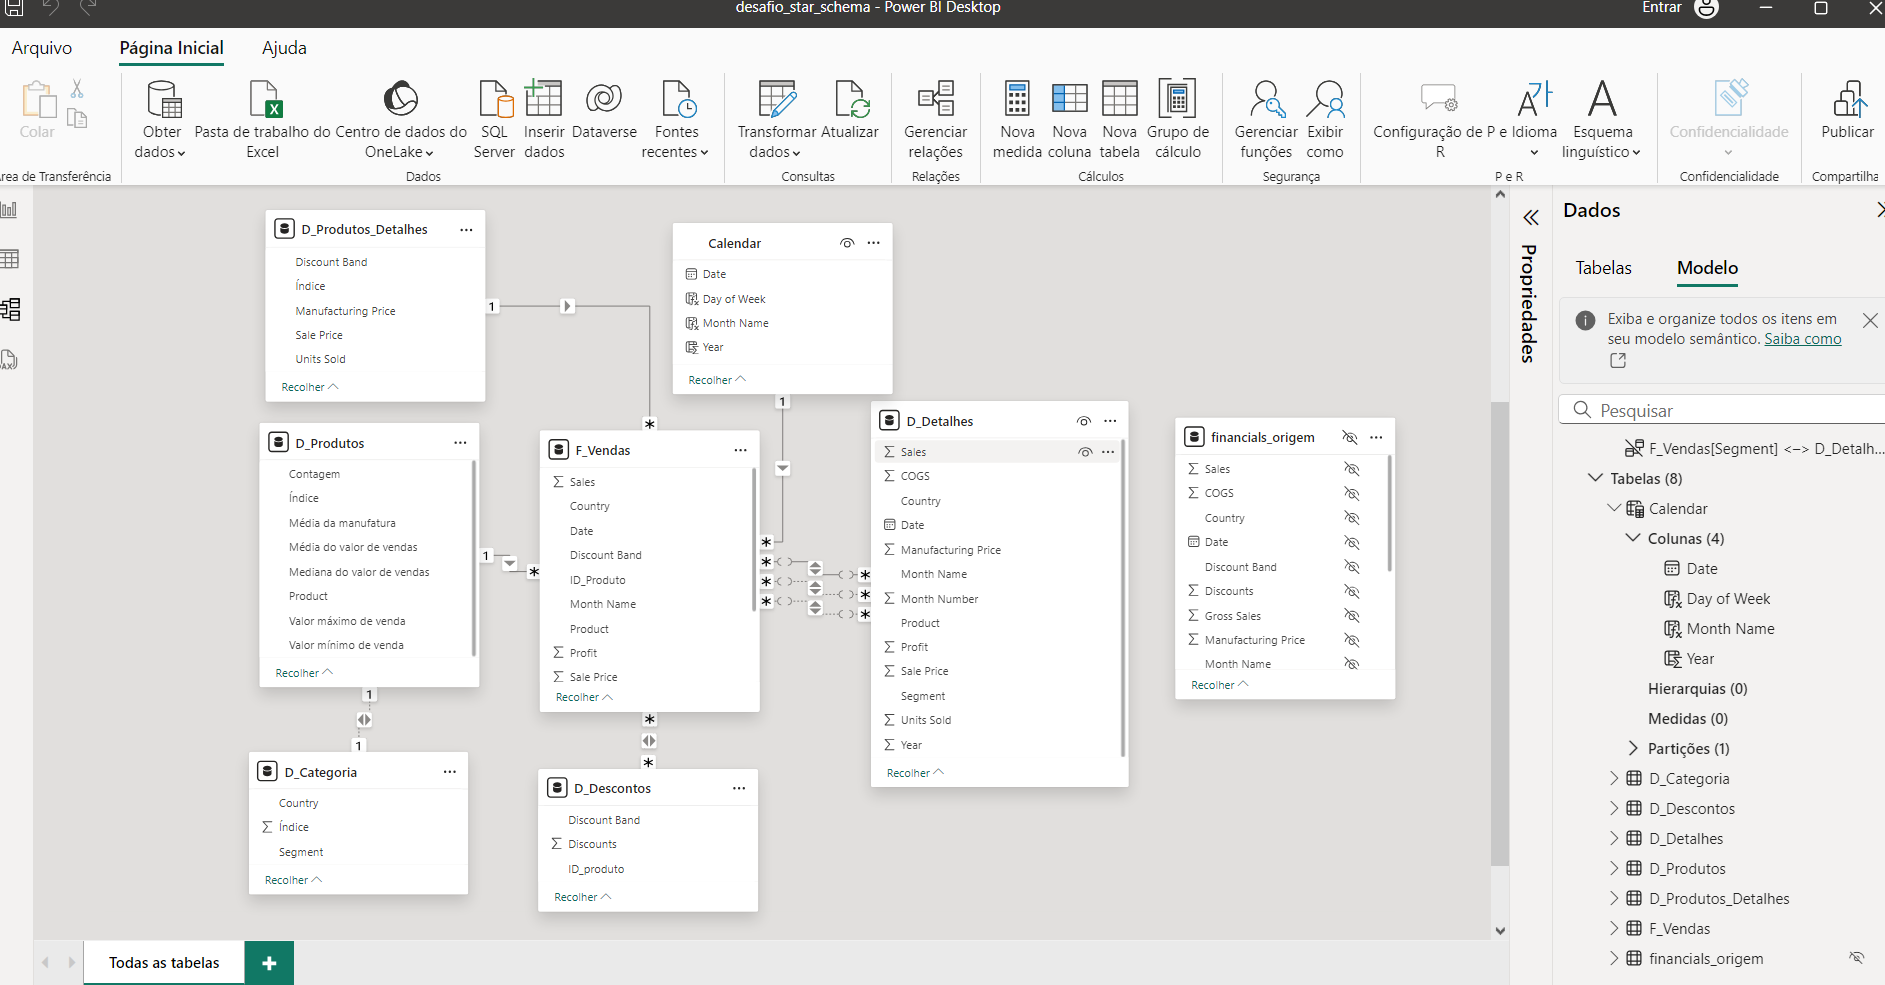 desafio_star_schema - Power BI Desktop
Entrar
Arquivo
Página Inicial
Ajuda
Colar
Obter dados
Pasta de trabalho do Excel
Centro de dados do OneLake
SQL Server
Inserir dados
Dataverse
Fontes recentes
Transformar dados
Atualizar
Gerenciar relações
Nova medida
Nova coluna
Nova tabela
Grupo de cálculo
Gerenciar funções
Exibir como
Configuração de P e R
Idioma
Esquema linguístico
Confidencialidade
Publicar
rea de Transferência
Dados
Consultas
Relações
Cálculos
Segurança
P e R
Confidencialidade
Compartilha
D_Produtos_Detalhes
Discount Band
Índice
Manufacturing Price
Sale Price
Units Sold
Recolher
1
*
Calendar
Date
Day of Week
Month Name
Year
Recolher
1
D_Produtos
Contagem
Índice
Média da manufatura
Média do valor de vendas
Mediana do valor de vendas
Product
Valor máximo de venda
Valor mínimo de venda
Recolher
1
*
1
1
F_Vendas
Sales
Country
Date
Discount Band
ID_Produto
Month Name
Product
Profit
Sale Price
Recolher
*
*
*
*
*
*
*
*
*
D_Detalhes
Sales
COGS
Country
Date
Manufacturing Price
Month Name
Month Number
Product
Profit
Sale Price
Segment
Units Sold
Year
Recolher
financials_origem
Sales
COGS
Country
Date
Discount Band
Discounts
Gross Sales
Manufacturing Price
Month Name
Recolher
D_Categoria
Country
Índice
Segment
Recolher
D_Descontos
Discount Band
Discounts
ID_produto
Recolher
Todas as tabelas
+
Propriedades
Dados
Tabelas
Modelo
Exiba e organize todos os itens em
seu modelo semântico. Saiba como
Pesquisar
F_Vendas[Segment] <-> D_Detalh...
Tabelas (8)
Calendar
Colunas (4)
Date
Day of Week
Month Name
Year
Hierarquias (0)
Medidas (0)
Partições (1)
D_Categoria
D_Descontos
D_Detalhes
D_Produtos
D_Produtos_Detalhes
F_Vendas
financials_origem